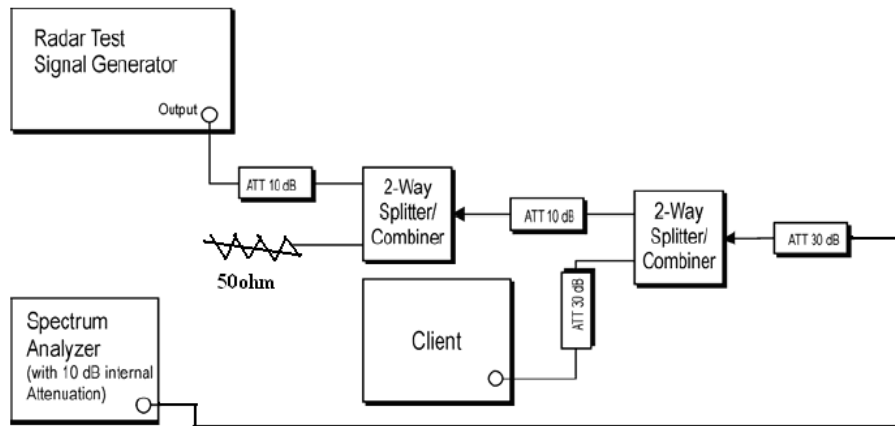 Radar Test
Signal Generator
Output
ATT 10 dB
2-Way
Splitter/
Combiner
ATT 10 dB
2-Way
Splitter/
Combiner
ATT 30 dB
50ohm
ATT 30 dB
Client
Spectrum
Analyzer
(with 10 dB internal
Attenuation)